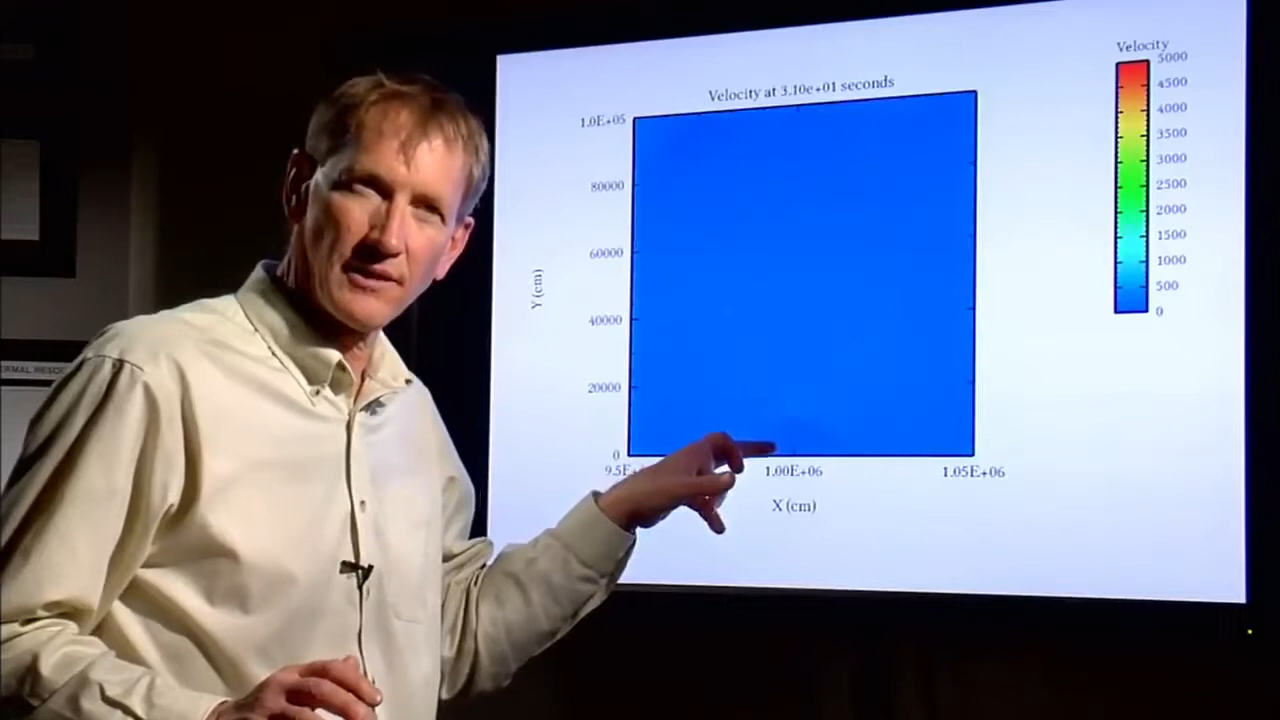 Velocity at 3.10e+01 seconds
1.0E+05
80000
60000
40000
20000
0
Y (cm)
1.00E+06
1.05E+06
X (cm)
Velocity
5000
4500
4000
3500
3000
2500
2000
1500
1000
500
0